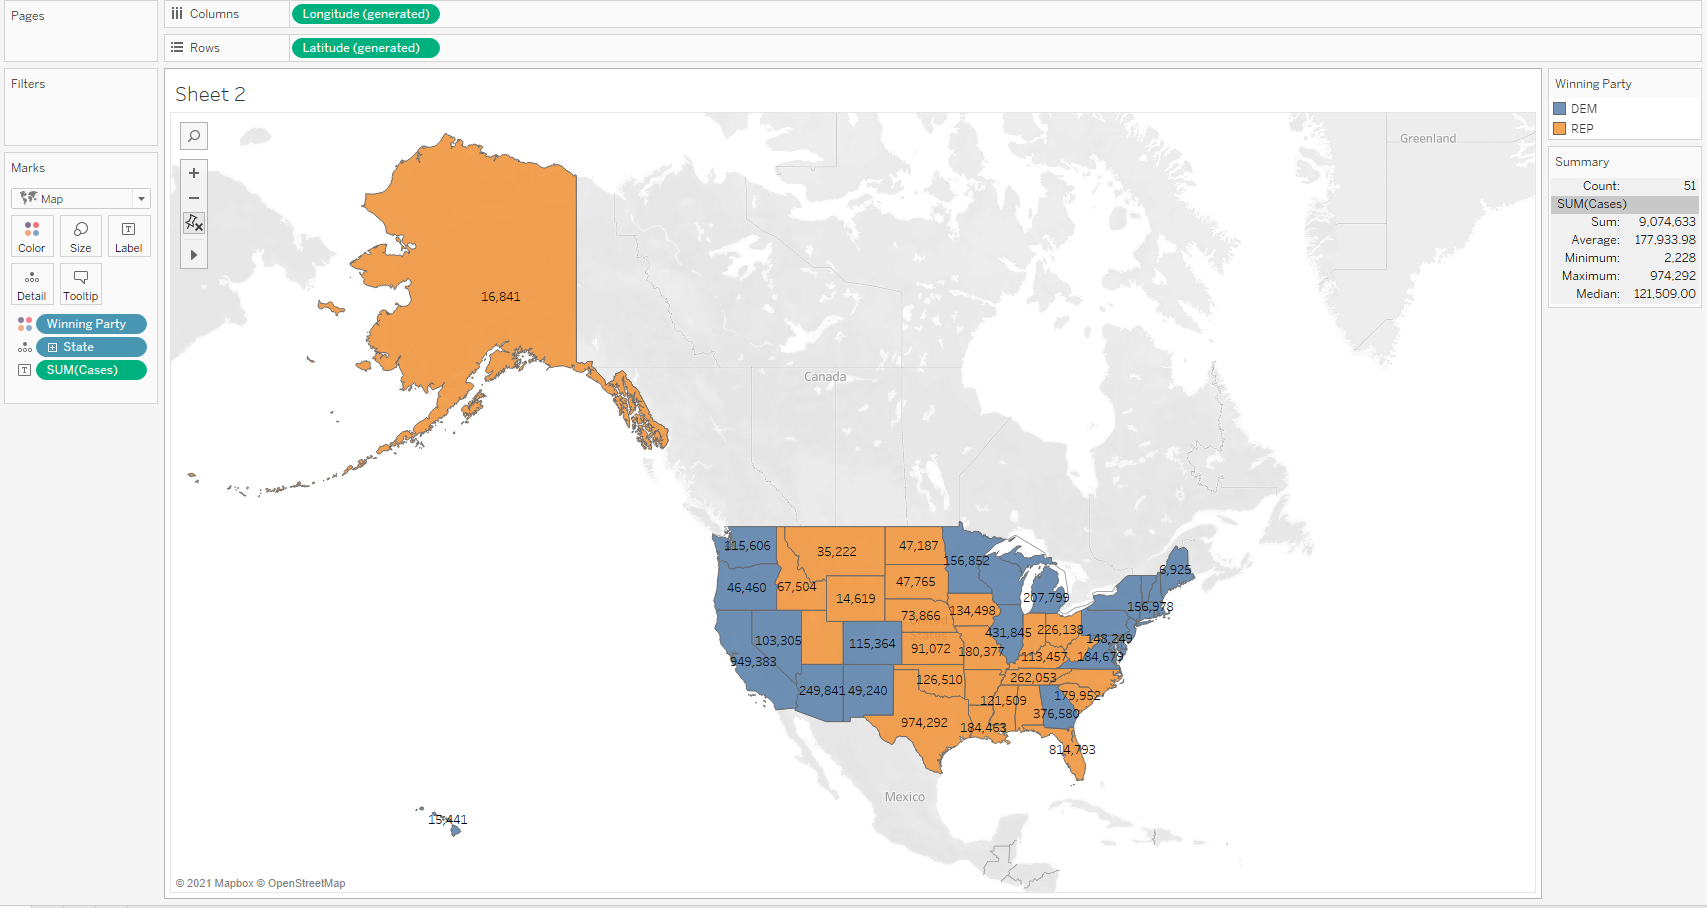 Pages
Columns
Longitude (generated)
Rows
Latitude (generated)
Filters
Marks
Map
Color
Size
Label
Detail
Tooltip
Winning Party
State
SUM(Cases)
Sheet 2
Greenland
Canada
Mexico
16,841
115,606
35,222
47,187
156,852
6,925
46,460
67,504
14,619
47,765
207,799
156,978
73,866
134,498
103,305
115,364
431,845
226,138
148,249
949,383
91,072
180,377
113,457
184,679
249,841
49,240
126,510
262,053
121,509
179,952
974,292
184,463
376,580
814,793
15,441
States
© 2021 Mapbox © OpenStreetMap
Winning Party
DEM
REP
Summary
Count: 51
SUM(Cases)
Sum: 9,074,633
Average: 177,933.98
Minimum: 2,228
Maximum: 974,292
Median: 121,509.00